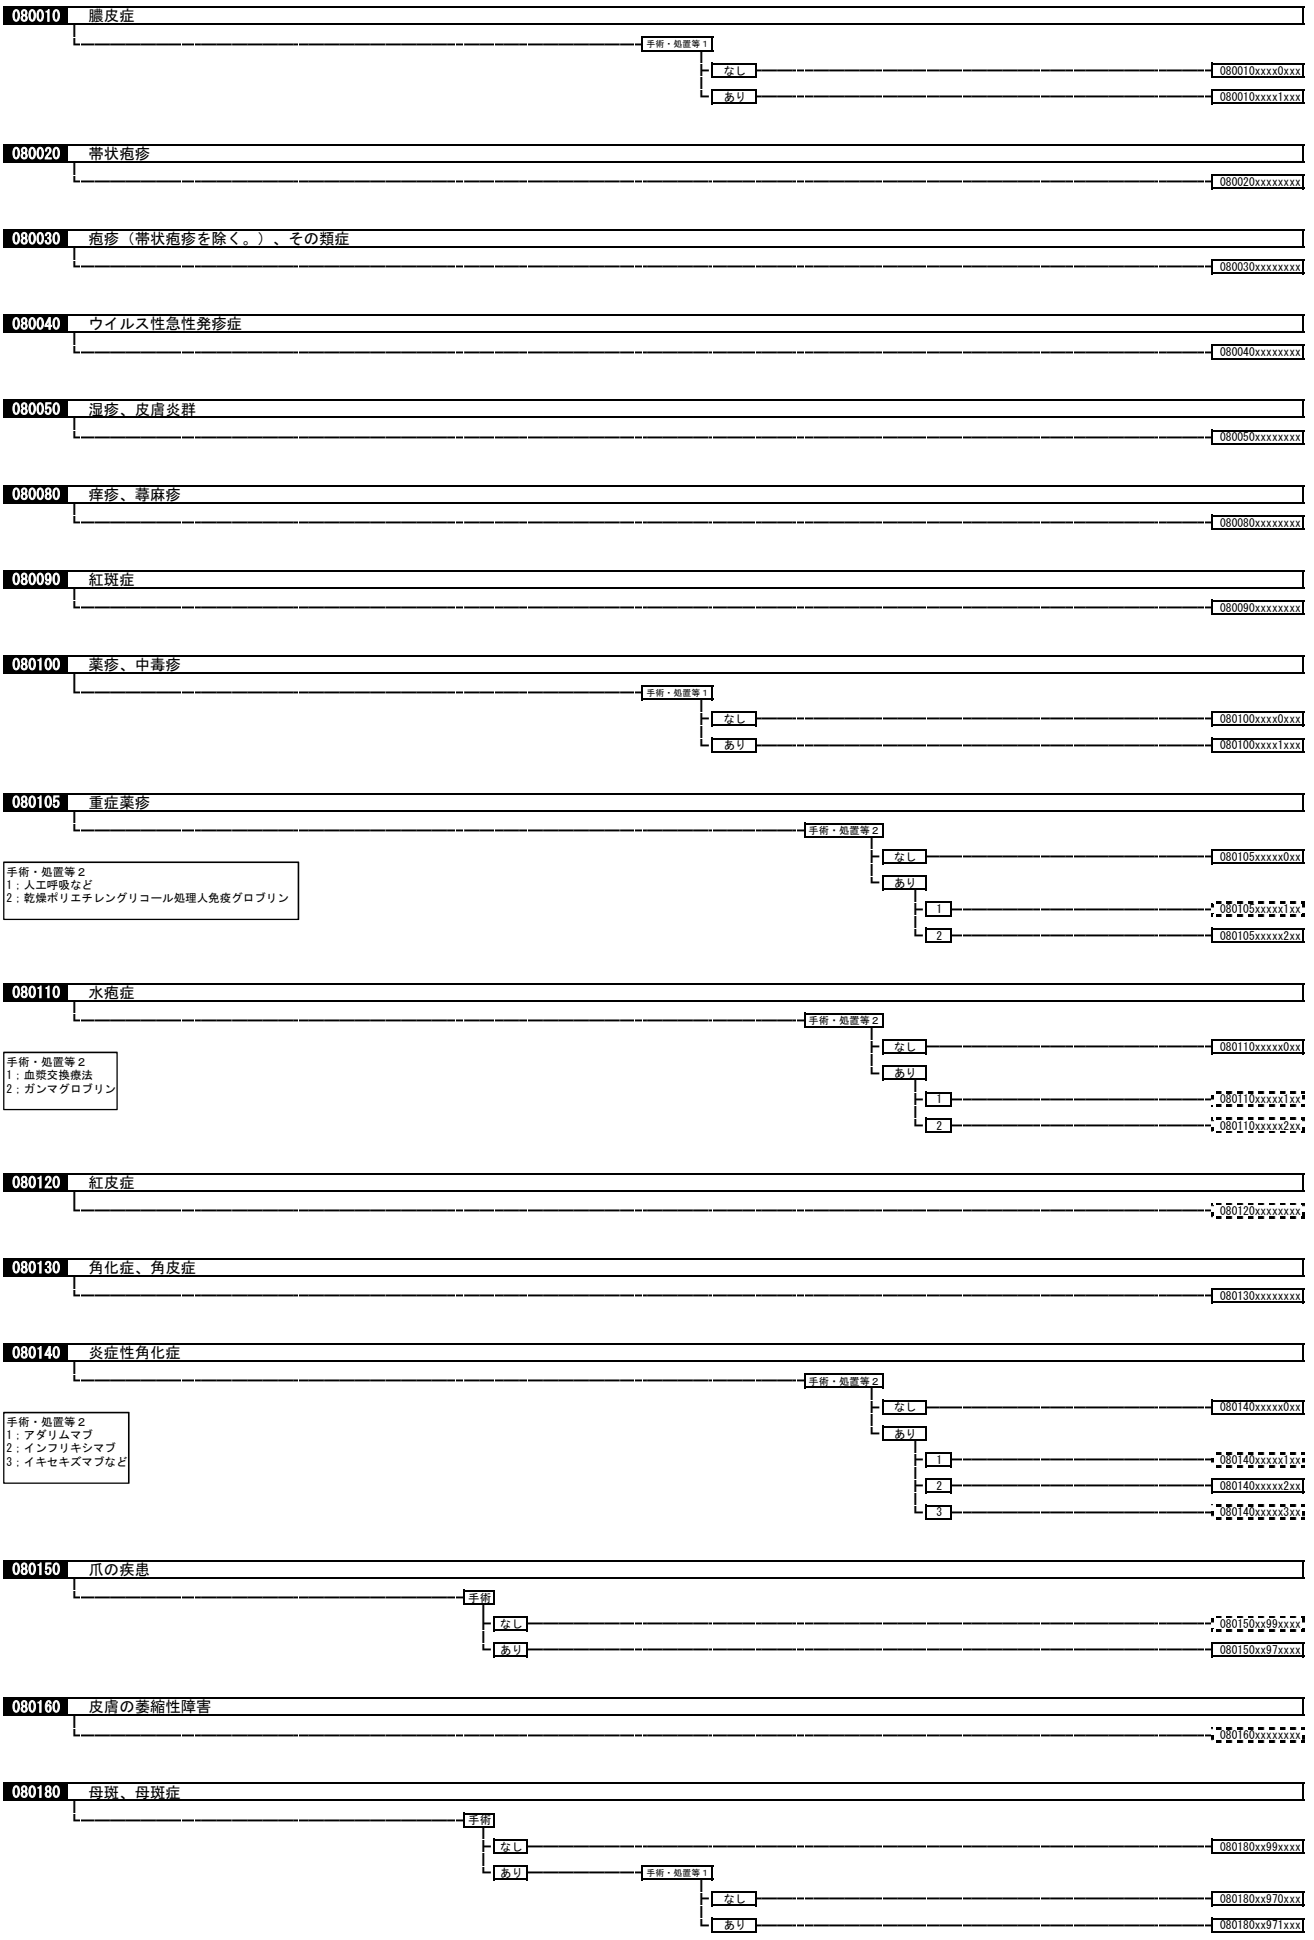 080010 膿皮症
手術・処置等1
なし 080010xxxx0xxx
あり 080010xxxx1xxx
080020 帯状疱疹
080020xxxxxxxx
080030 疱疹（帯状疱疹を除く。）、その類症
080030xxxxxxxx
080040 ウイルス性急性発疹症
080040xxxxxxxx
080050 湿疹、皮膚炎群
080050xxxxxxxx
080080 痒疹、蕁麻疹
080080xxxxxxxx
080090 紅斑症
080090xxxxxxxx
080100 薬疹、中毒疹
手術・処置等1
なし 080100xxxx0xxx
あり 080100xxxx1xxx
080105 重症薬疹
手術・処置等2
なし 080105xxxxx0xx
手術・処置等2
1；人工呼吸など
2；乾燥ポリエチレングリコール処理人免疫グロブリン
あり
1 080105xxxxx1xx
2 080105xxxxx2xx
080110 水疱症
手術・処置等2
なし 080110xxxxx0xx
手術・処置等2
1；血漿交換療法
2；ガンマグロブリン
あり
1 080110xxxxx1xx
2 080110xxxxx2xx
080120 紅皮症
080120xxxxxxxx
080130 角化症、角皮症
080130xxxxxxxx
080140 炎症性角化症
手術・処置等2
なし 080140xxxxx0xx
手術・処置等2
1；アダリムマブ
2；インフリキシマブ
3；イキセキズマブなど
あり
1 080140xxxxx1xx
2 080140xxxxx2xx
3 080140xxxxx3xx
080150 爪の疾患
手術
なし 080150xx99xxxx
あり 080150xx97xxxx
080160 皮膚の萎縮性障害
080160xxxxxxxx
080180 母斑、母斑症
手術
なし 080180xx99xxxx
あり 手術・処置等1
なし 080180xx970xxx
あり 080180xx971xxx